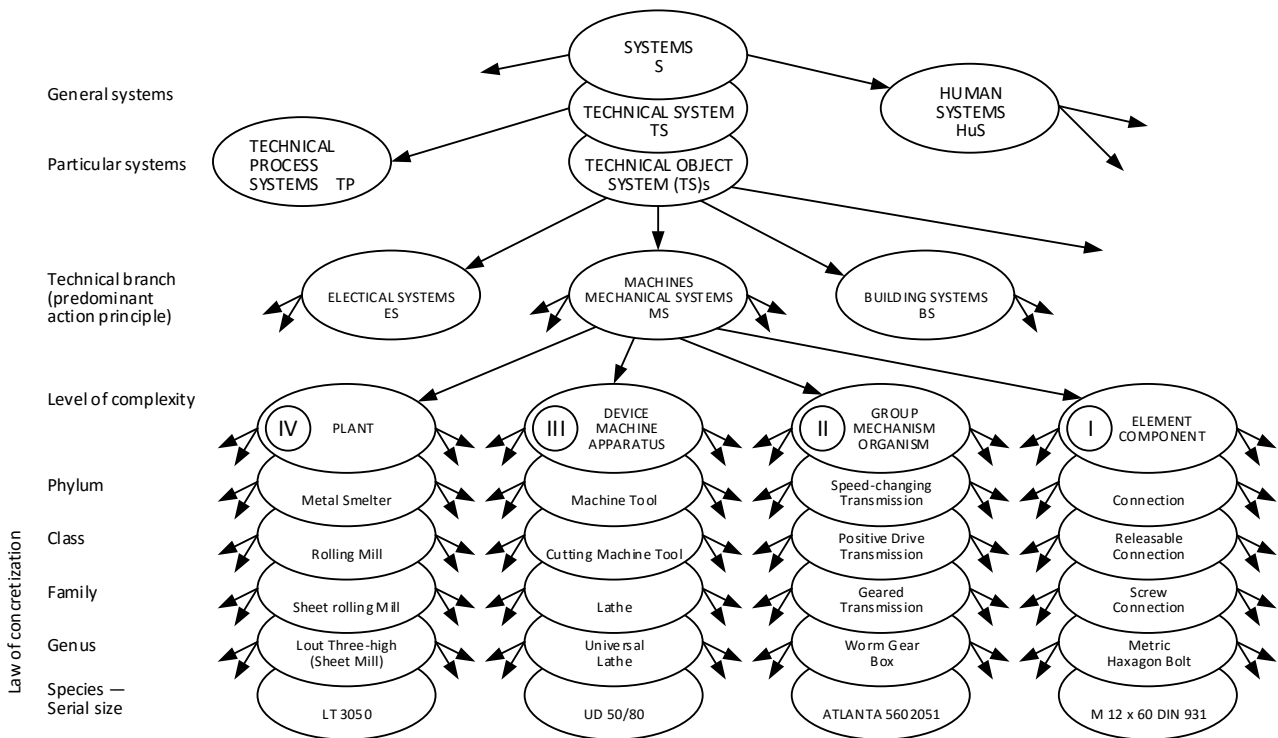 SYSTEMS
S
General systems
HUMAN
SYSTEMS
HuS
TECHNICAL SYSTEM
TS
TECHNICAL
PROCESS
SYSTEMS TP
Particular systems
TECHNICAL OBJECT
SYSTEM (TS)s
Technical branch
(predominant
action principle)
ELECTICAL SYSTEMS
ES
MACHINES
MECHANICAL SYSTEMS
MS
BUILDING SYSTEMS
BS
Level of complexity
IV
PLANT
III
DEVICE
MACHINE
APPARATUS
II
GROUP
MECHANISM
ORGANISM
I
ELEMENT
COMPONENT
Law of concretization
Phylum
Metal Smelter
Machine Tool
Speed-changing
Transmission
Connection
Class
Rolling Mill
Cutting Machine Tool
Positive Drive
Transmission
Releasable
Connection
Family
Sheet rolling Mill
Lathe
Geared
Transmission
Screw
Connection
Genus
Lout Three-high
(Sheet Mill)
Universal
Lathe
Worm Gear
Box
Metric
Haxagon Bolt
Species —
Serial size
LT 3050
UD 50/80
ATLANTA 5602051
M 12 x 60 DIN 931